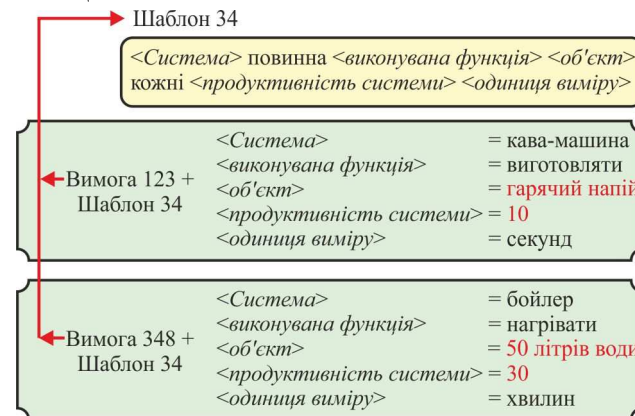 Шаблон 34
<Система> повинна <виконувана функція> <об'єкт>
кожні <продуктивність системи> <одиниця виміру>
<Система> = кава-машина
<виконувана функція> = виготовляти
Вимога 123 + <об'єкт> = гарячий напій
Шаблон 34 <продуктивність системи> = 10
<одиниця виміру> = секунд
<Система> = бойлер
<виконувана функція> = нагрівати
Вимога 348 + <об'єкт> = 50 літрів води
Шаблон 34 <продуктивність системи> = 30
<одиниця виміру> = хвилин